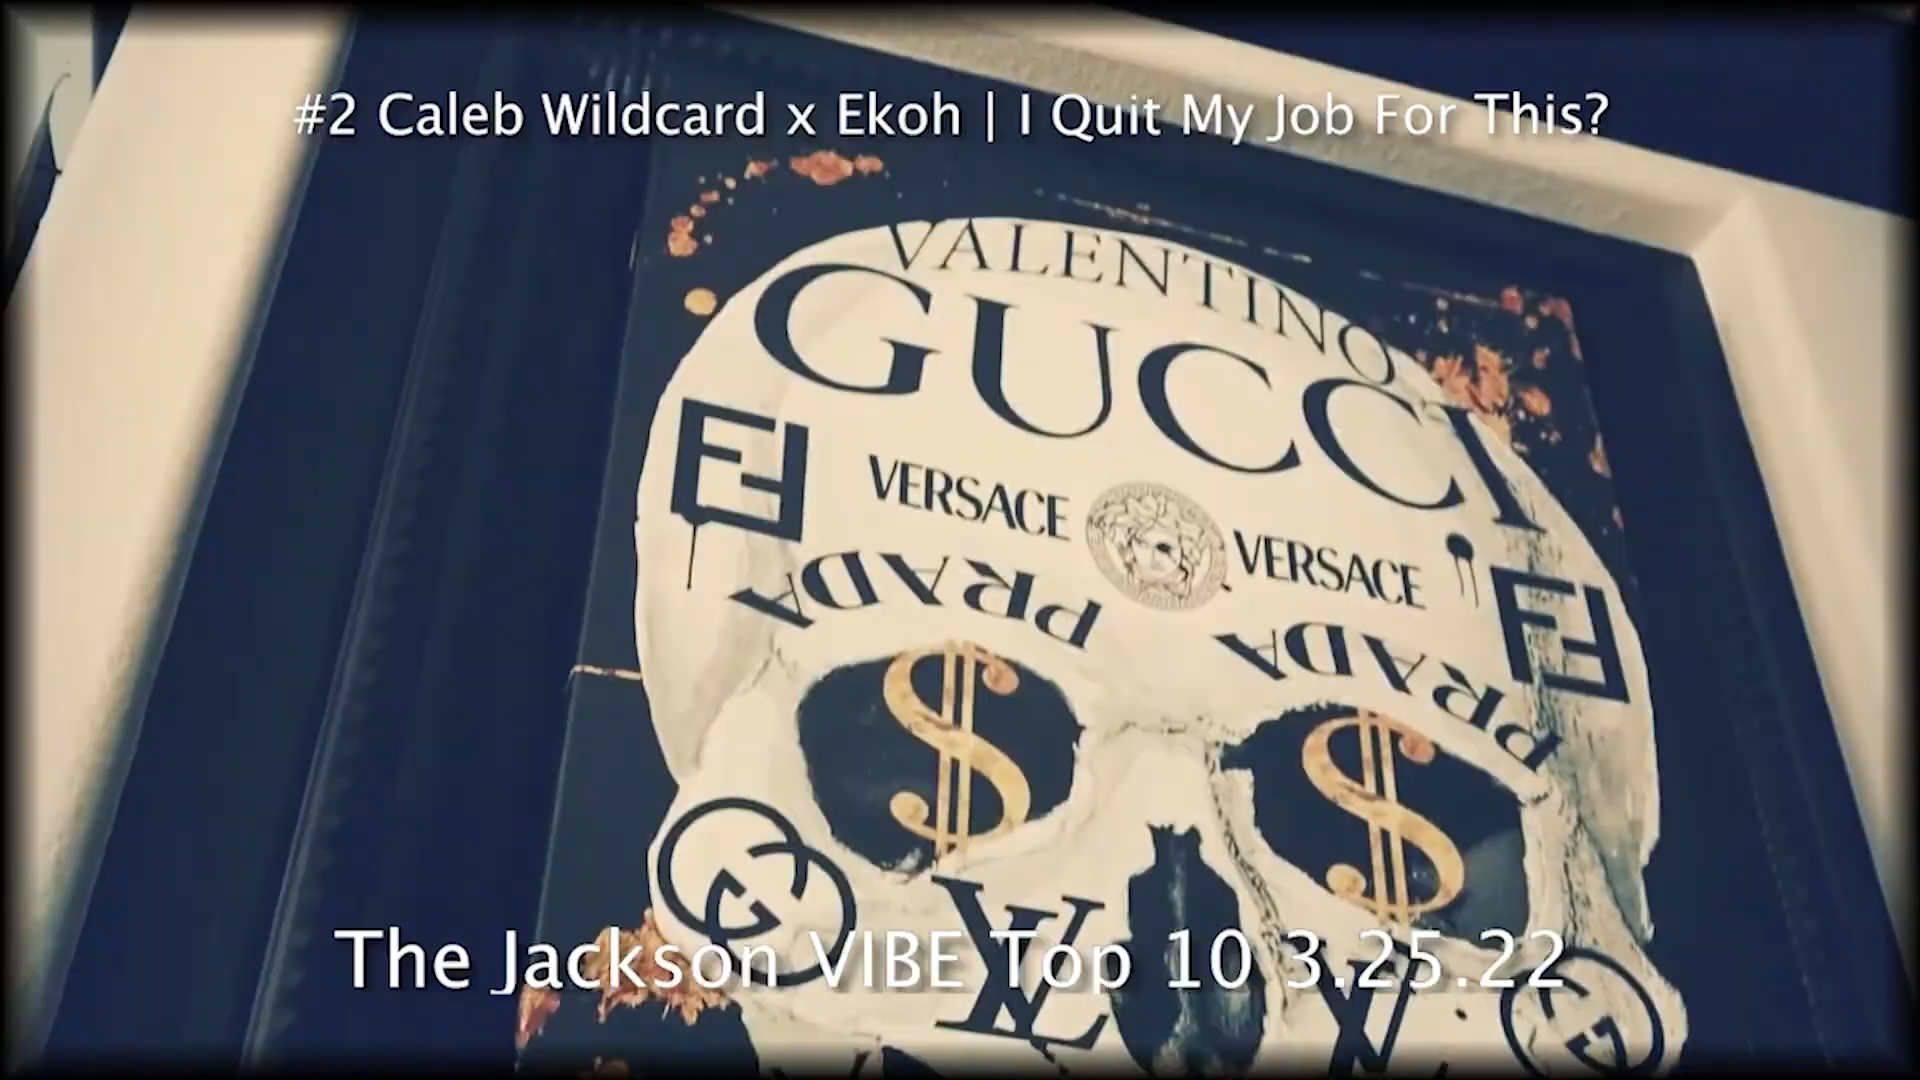 #2 Caleb Wildcard x Ekoh | I Quit My Job For This?
VALENTINO
GUCCI
VERSACE VERSACE
PRADA PRADA
The Jackson VIBE Top 10 3.25.22